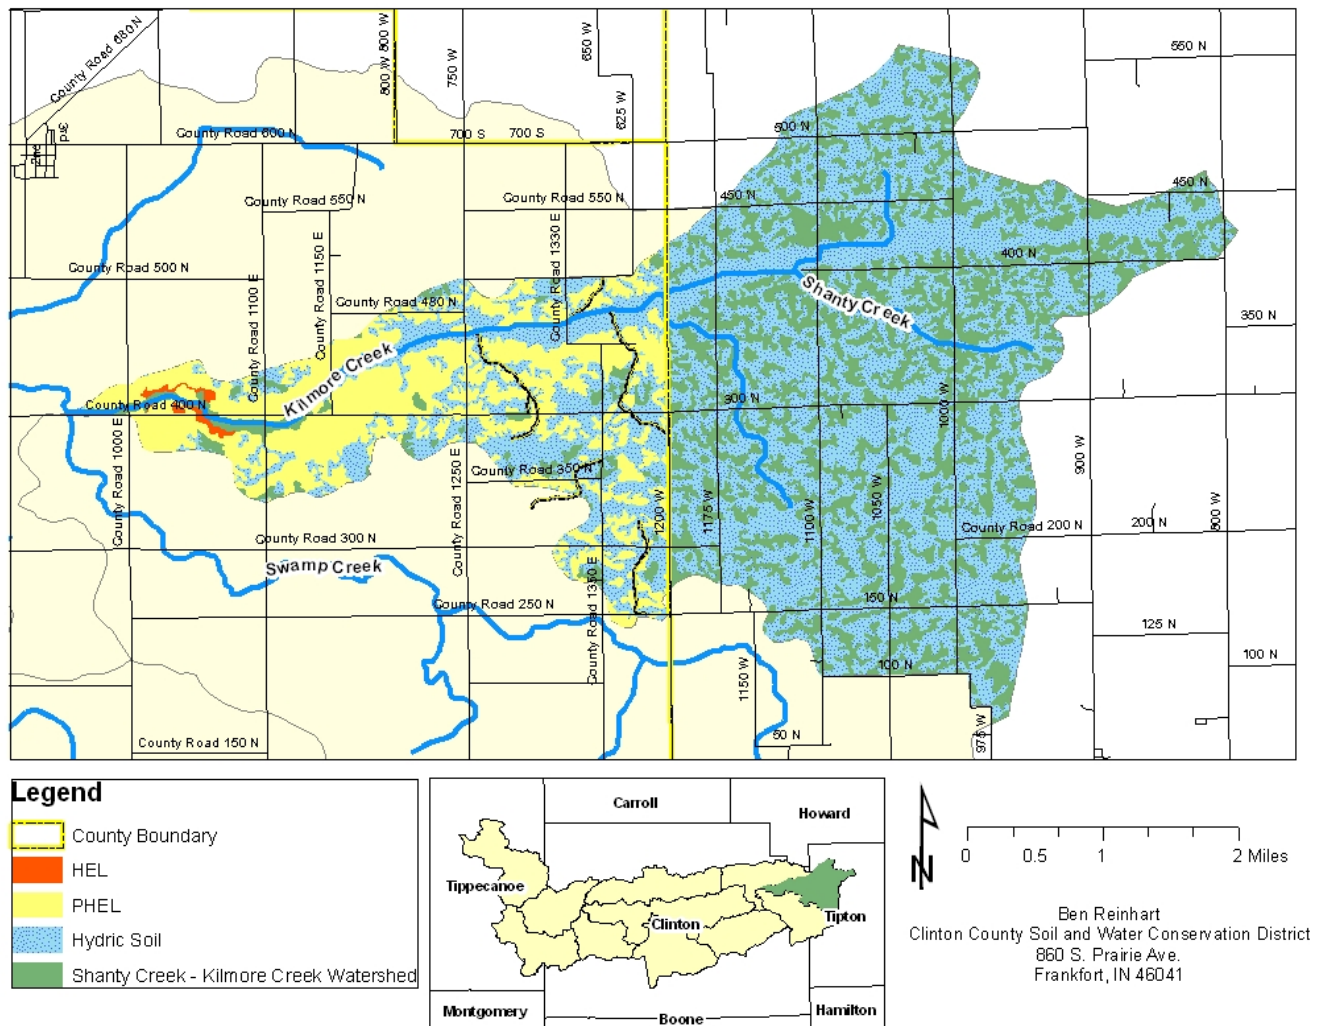 550 N
County Road 680 N
800 W
800 W
750 W
650 W
625 W
3rd
2nd
County Road 600 N
700 S
700 S
500 N
450 N
450 N
County Road 550 N
County Road 550 N
County Road 1330 E
County Road 1150 E
County Road 500 N
400 N
County Road 1100 E
County Road 480 N
Shanty Creek
350 N
Kilmore Creek
County Road 400 N
300 N
1000 W
County Road 1000 E
County Road 1250 E
County Road 350 N
900 W
1200 W
1175 W
1100 W
1050 W
800 W
County Road 200 N
200 N
County Road 300 N
Swamp Creek
County Road 1350 E
County Road 250 N
150 N
125 N
100 N
100 N
1150 W
975 W
County Road 150 N
50 N
Legend
County Boundary
HEL
PHEL
Hydric Soil
Shanty Creek - Kilmore Creek Watershed
Carroll
Howard
Tippecanoe
Clinton
Tipton
Montgomery
Boone
Hamilton
N
0 0.5 1 2 Miles
Ben Reinhart
Clinton County Soil and Water Conservation District
860 S. Prairie Ave.
Frankfort, IN 46041